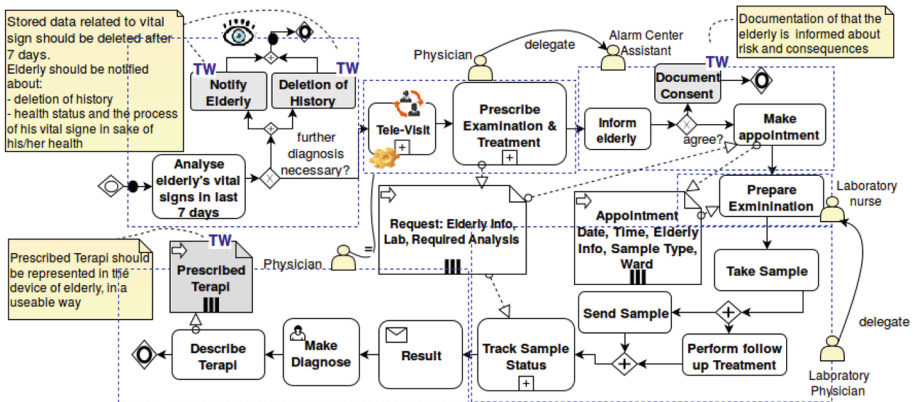 Stored data related to vital
sign should be deleted after
7 days.
Elderly should be notified
about:
- deletion of history
- health status and the process
of his vital signe in sake of
his/her health
TW
TW
Notify
Elderly
Deletion of
History
further
diagnosis
necessary?
Analyse
elderly's vital
signs in last
7 days
Physician
delegate
Alarm Center
Assistant
Documentation of that the
elderly is informed about
risk and consequences
Tele-Visit
Prescribe
Examination &
Treatment
TW
Document
Consent
Inform
elderly
agree?
Make
appointment
Request: Elderly Info,
Lab, Required Analysis
Appointment
Date, Time, Elderly
Info, Sample Type,
Ward
Prepare
Exminination
Laboratory
nurse
Prescribed Terapi should
be represented in the
device of elderly, in a
useable way
TW
Prescribed
Terapi
Physician
=
Take Sample
Send Sample
Perform follow
up Treatment
delegate
Laboratory
Physician
Describe
Terapi
Make
Diagnose
Result
Track Sample
Status